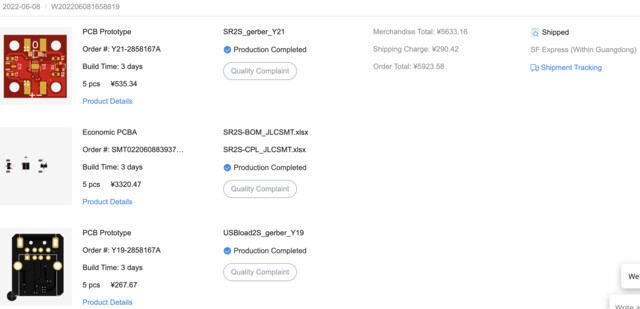 2022-06-08 | W202206081658819
PCB Prototype
Order #: Y21-2858167A
Build Time: 3 days
5 pcs ¥535.34
Product Details
SR2S_gerber_Y21
Production Completed
Quality Complaint
Merchandise Total: ¥5633.16
Shipping Charge: ¥290.42
Order Total: ¥5923.58
Shipped
SF Express (Within Guangdong)
Shipment Tracking
Economic PCBA
Order #: SMT022060883937…
Build Time: 3 days
5 pcs ¥3320.47
Product Details
SR2S-BOM_JLCSMT.xlsx
SR2S-CPL_JLCSMT.xlsx
Production Completed
Quality Complaint
PCB Prototype
Order #: Y19-2858167A
Build Time: 3 days
5 pcs ¥267.67
Product Details
USBload2S_gerber_Y19
Production Completed
Quality Complaint
We
Write a